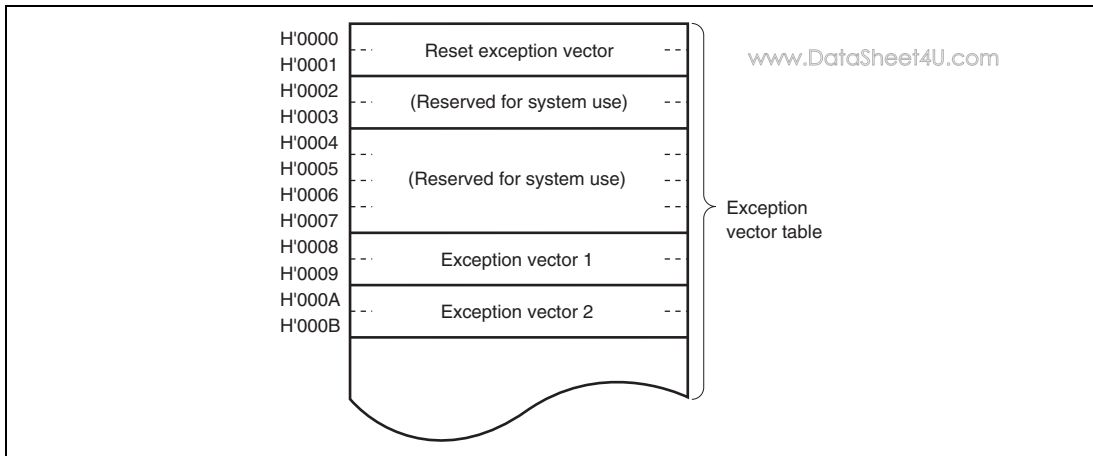 H'0000
Reset exception vector
www.DataSheet4U.com
H'0001
H'0002
(Reserved for system use)
H'0003
H'0004
H'0005
(Reserved for system use)
H'0006
H'0007
Exception
vector table
H'0008
Exception vector 1
H'0009
H'000A
Exception vector 2
H'000B